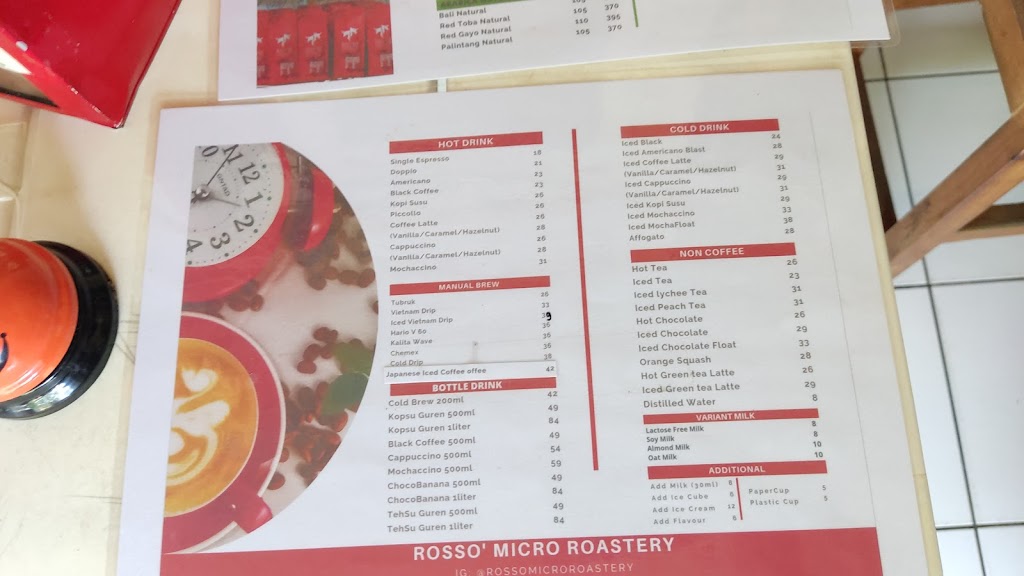 Bali Natural 105 370
Red Toba Natural 110 395
Red Gayo Natural 105 370
Palintang Natural
HOT DRINK
Single Espresso 18
Doppio 21
Americano 23
Black Coffee 23
Kopi Susu 26
Piccollo 26
Coffee Latte 26
(Vanilla/Caramel/Hazelnut) 28
Cappuccino 26
(Vanilla/Caramel/Hazelnut) 28
Mochaccino 31
MANUAL BREW
Tubruk 26
Vietnam Drip 33
Iced Vietnam Drip 39
Hario V 60 36
Kalita Wave 36
Chemex 36
Cold Drip 38
Japanese Iced Coffee offee 42
BOTTLE DRINK
Cold Brew 200ml 42
Kopsu Guren 500ml 49
Kopsu Guren 1liter 84
Black Coffee 500ml 49
Cappuccino 500ml 54
Mochaccino 500ml 59
ChocoBanana 500ml 49
ChocoBanana 1liter 84
TehSu Guren 500ml 49
TehSu Guren 1liter 84
COLD DRINK
Iced Black 24
Iced Americano Blast 28
Iced Coffee Latte 29
(Vanilla/Caramel/Hazelnut) 31
Iced Cappuccino 29
(Vanilla/Caramel/Hazelnut) 31
Iced Kopi Susu 29
Iced Mochaccino 33
Iced MochaFloat 38
Affogato 28
NON COFFEE
Hot Tea 26
Iced Tea 23
Iced lychee Tea 31
Iced Peach Tea 31
Hot Chocolate 26
Iced Chocolate 29
Iced Chocolate Float 33
Orange Squash 28
Hot Green tea Latte 26
Iced Green tea Latte 29
Distilled Water 8
VARIANT MILK
Lactose Free Milk 8
Soy Milk 8
Almond Milk 10
Oat Milk 10
ADDITIONAL
Add Milk (30ml) 8
Add Ice Cube 6
Add Ice Cream 12
Add Flavour 6
PaperCup 5
Plastic Cup 5
ROSSO' MICRO ROASTERY
IG @ROSSOMICROROASTERY